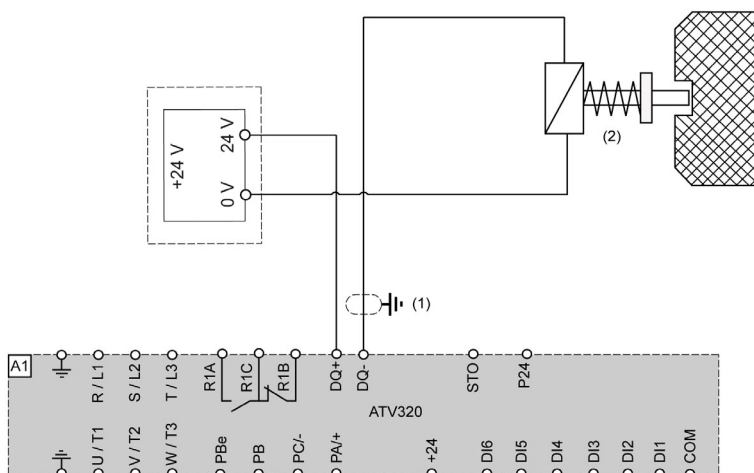 +24 V
24 V
0 V
(2)
(1)
A1
R / L1
S / L2
T / L3
R1A
R1C
R1B
DQ+
DQ-
STO
P24
ATV320
U / T1
V / T2
W / T3
PBe
PB
PC/-
PA/+
+24
DI6
DI5
DI4
DI3
DI2
DI1
COM